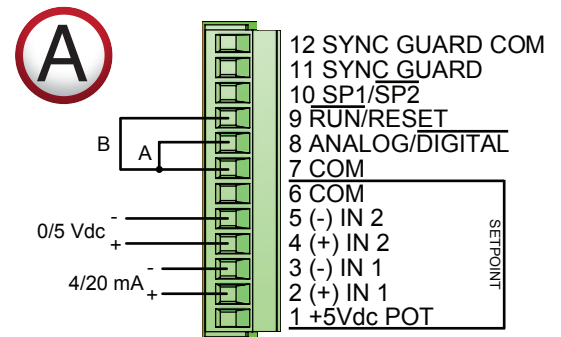 A
12 SYNC GUARD COM
11 SYNC GUARD
10 SP1/SP2
9 RUN/RESET
8 ANALOG/DIGITAL
7 COM
6 COM
5 (-) IN 2
4 (+) IN 2
3 (-) IN 1
2 (+) IN 1
1 +5Vdc POT
SETPOINT
B
A
-
0/5 Vdc
+
-
4/20 mA
+